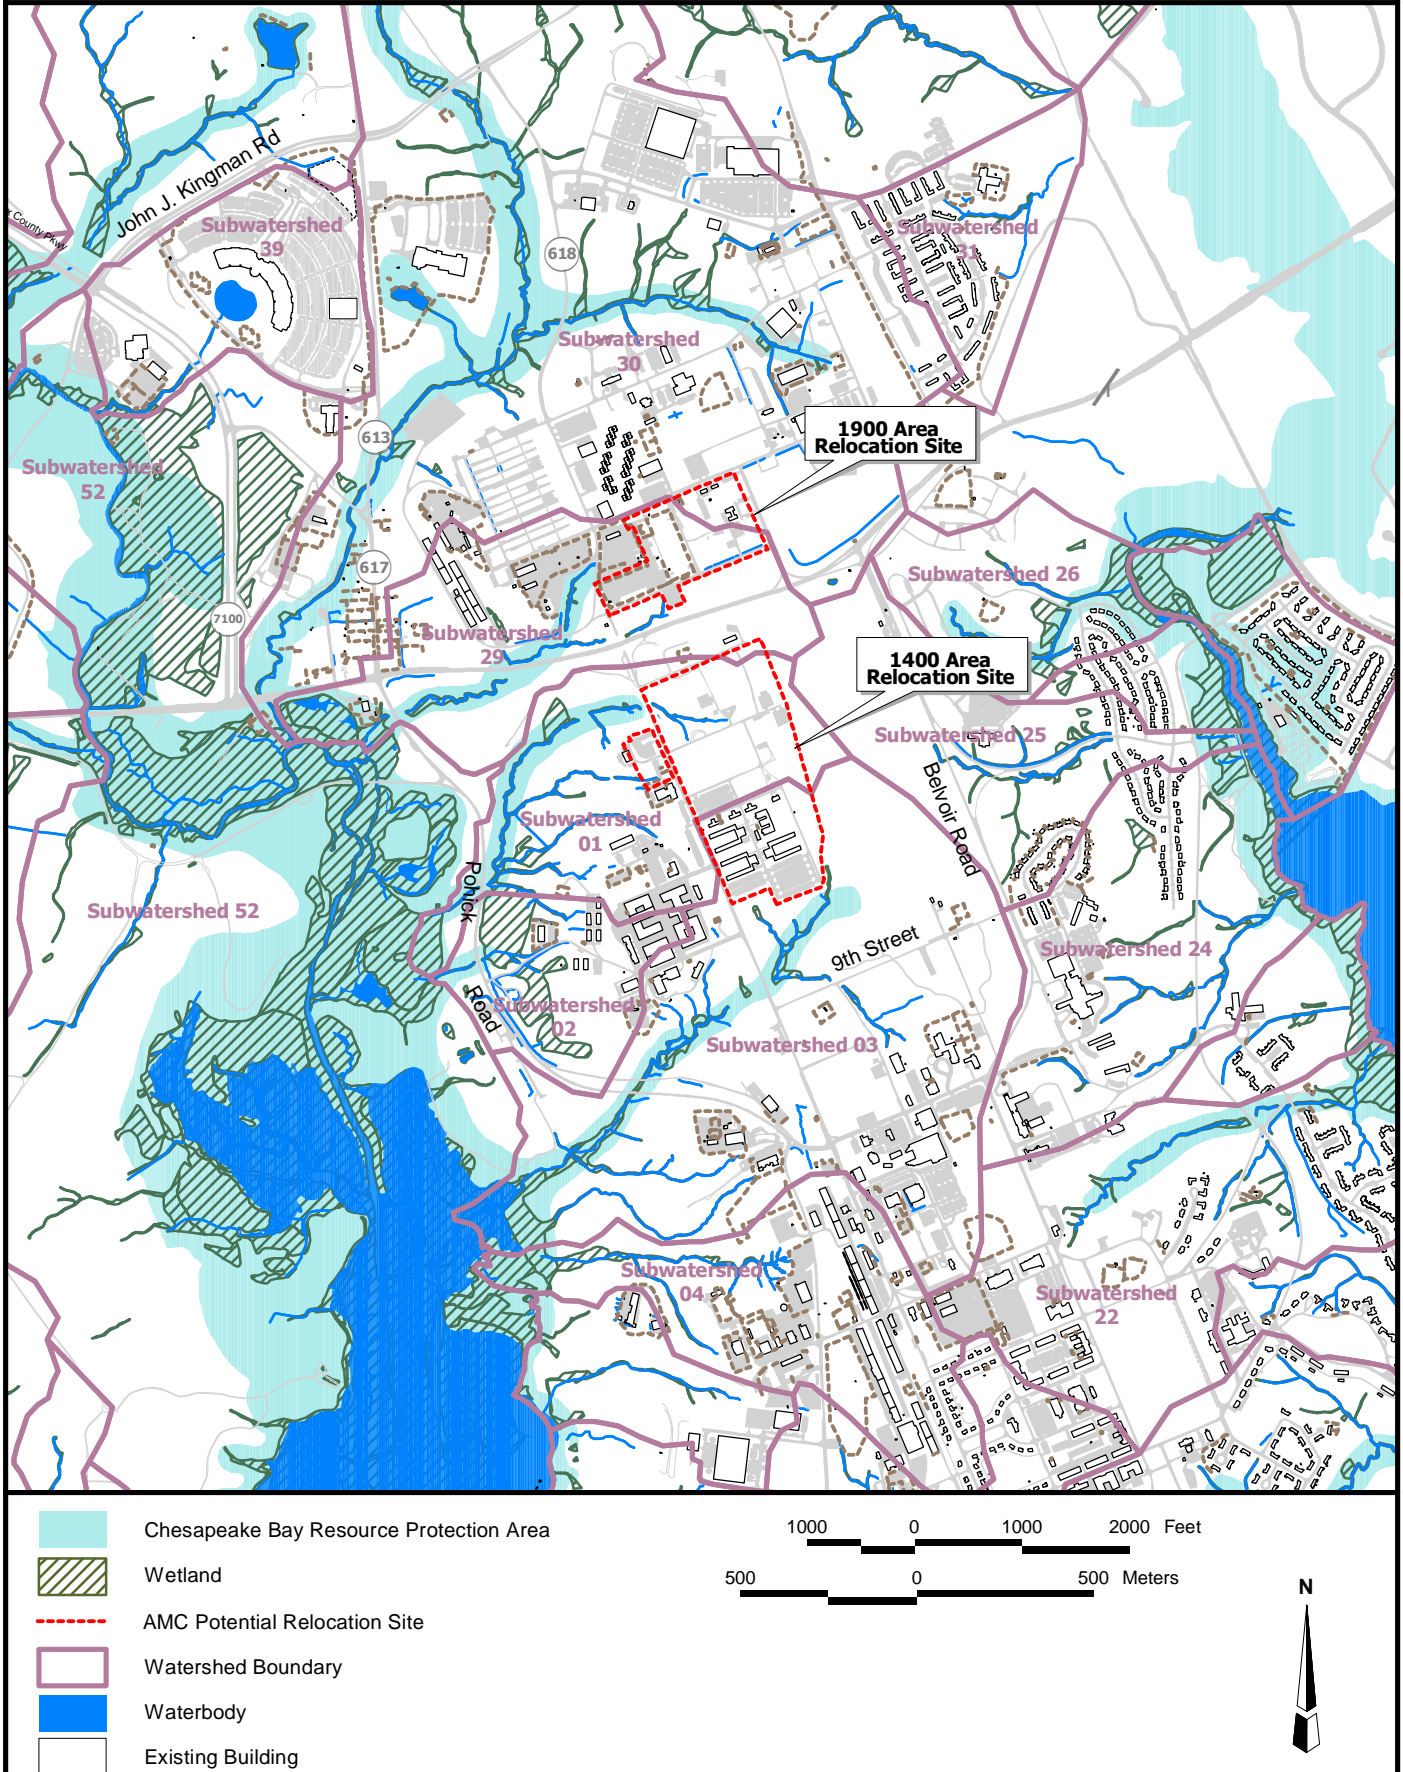 John J. Kingman Rd
County Pkwy
Subwatershed
39
618
Subwatershed
31
Subwatershed
30
1900 Area
Relocation Site
613
Subwatershed
52
617
Subwatershed 26
7100
Subwatershed
29
1400 Area
Relocation Site
Subwatershed 25
Belvoir Road
Subwatershed
01
Pohick
Road
Subwatershed 52
9th Street
Subwatershed 24
Subwatershed
02
Subwatershed 03
Subwatershed
04
Subwatershed
22
Chesapeake Bay Resource Protection Area
Wetland
AMC Potential Relocation Site
Watershed Boundary
Waterbody
Existing Building
1000 0 1000 2000 Feet
500 0 500 Meters
N